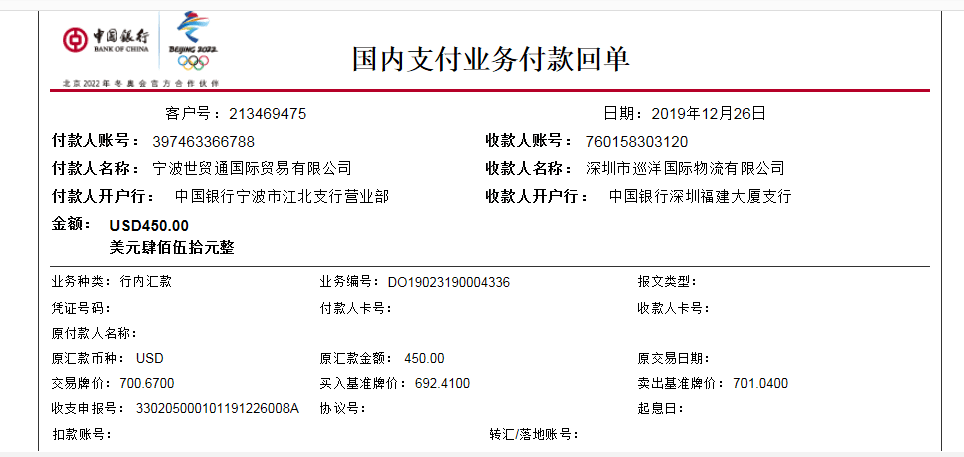 中国银行
BANK OF CHINA
BEIJING 2022
北京2022年冬奥会官方合作伙伴
国内支付业务付款回单
客户号：213469475 日期：2019年12月26日
付款人账号：397463366788 收款人账号：760158303120
付款人名称：宁波世贸通国际贸易有限公司 收款人名称：深圳市巡洋国际物流有限公司
付款人开户行：中国银行宁波市江北支行营业部 收款人开户行：中国银行深圳福建大厦支行
金额：USD450.00
美元肆佰伍拾元整
业务种类：行内汇款 业务编号：DO19023190004336 报文类型：
凭证号码： 付款人卡号： 收款人卡号：
原付款人名称：
原汇款币种：USD 原汇款金额：450.00 原交易日期：
交易牌价：700.6700 买入基准牌价：692.4100 卖出基准牌价：701.0400
收支申报号：330205000101191226008A 协议号： 起息日：
扣款账号： 转汇/落地账号：